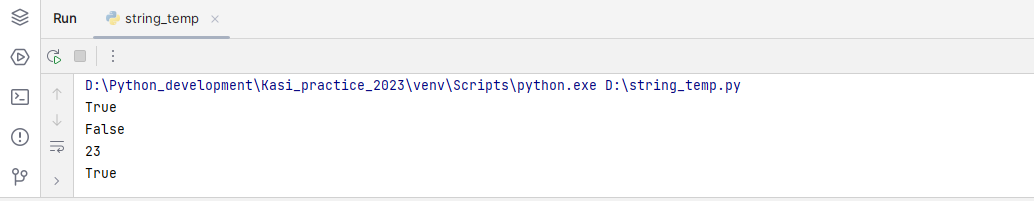 Run string_temp ×
D:\Python_development\Kasi_practice_2023\venv\Scripts\python.exe D:\string_temp.py
True
False
23
True